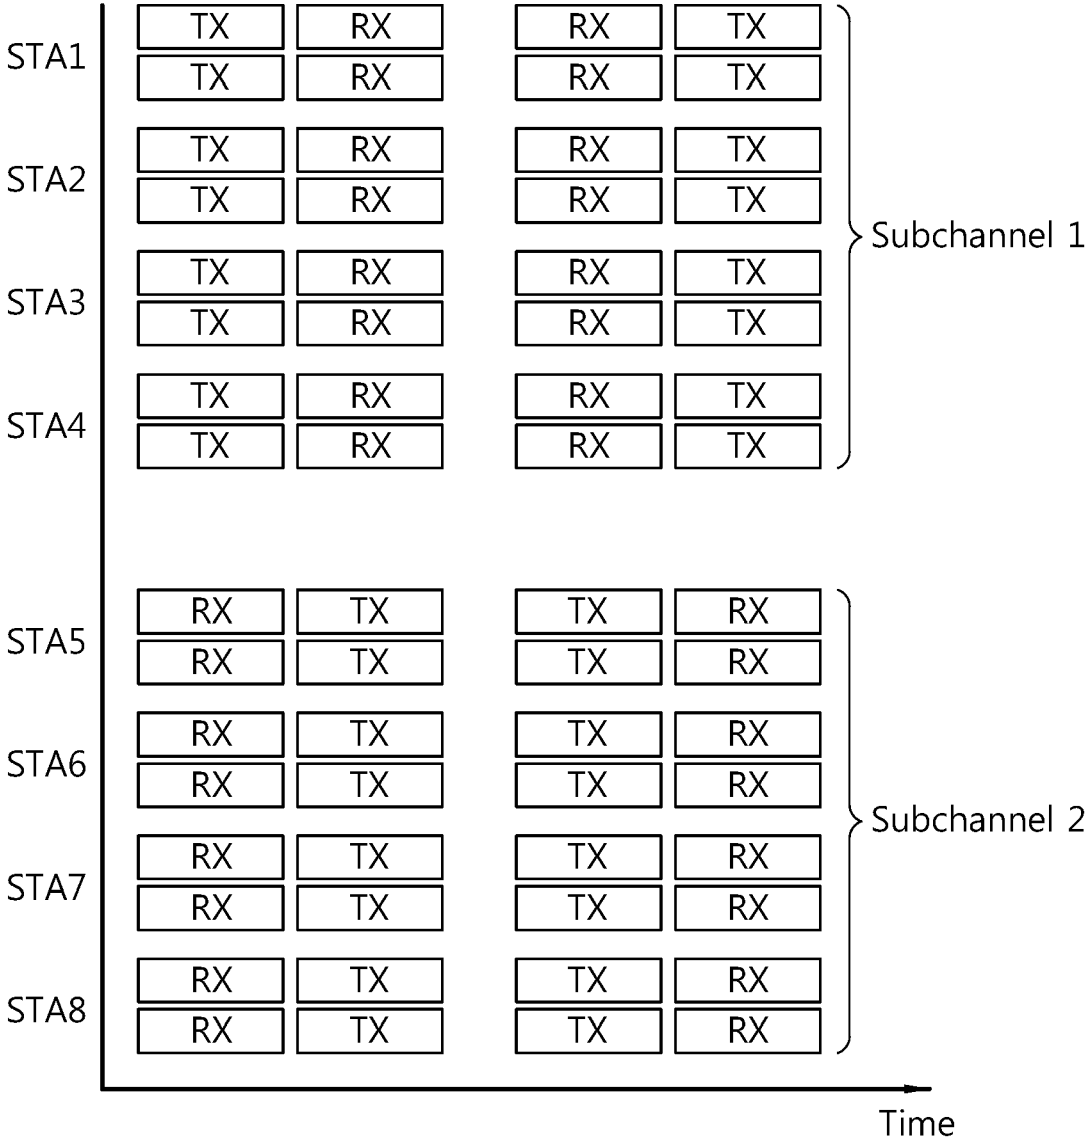 TX RX RX TX
STA1
TX RX RX TX
TX RX RX TX
STA2
TX RX RX TX
Subchannel 1
TX RX RX TX
STA3
TX RX RX TX
TX RX RX TX
STA4
TX RX RX TX
RX TX TX RX
STA5
RX TX TX RX
RX TX TX RX
STA6
RX TX TX RX
Subchannel 2
RX TX TX RX
STA7
RX TX TX RX
RX TX TX RX
STA8
RX TX TX RX
Time